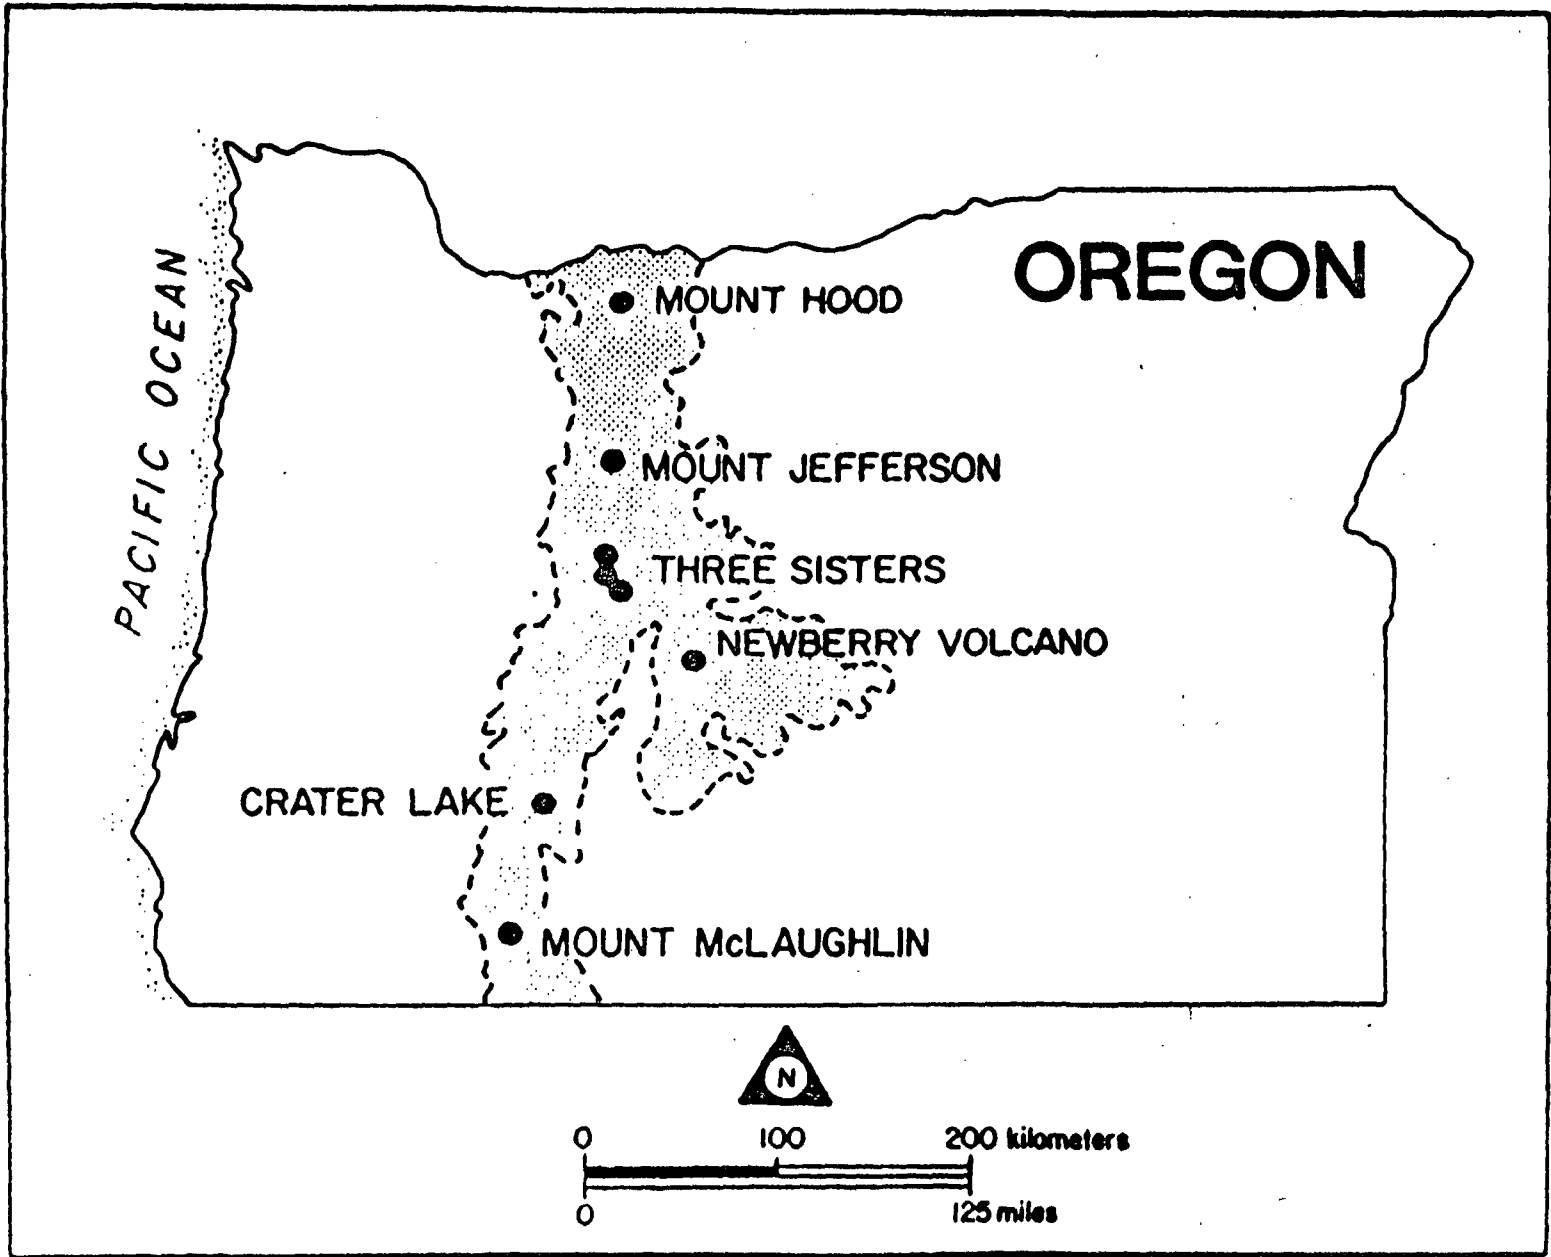 OREGON
PACIFIC OCEAN
MOUNT HOOD
MOUNT JEFFERSON
THREE SISTERS
NEWBERRY VOLCANO
CRATER LAKE
MOUNT McLAUGHLIN
N
0 100 200 kilometers
0 125 miles